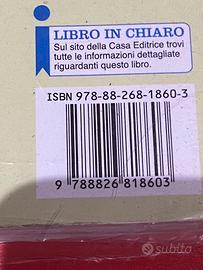 i
LIBRO IN CHIARO
Sul sito della Casa Editrice trovi
tutte le informazioni dettagliate
riguardanti questo libro.
ISBN 978-88-268-1860-3
9 788826 818603
subito